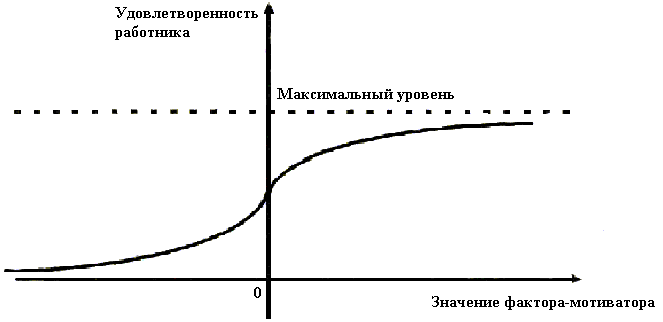 Удовлетворенность
работника
Максимальный уровень
0
Значение фактора-мотиватора